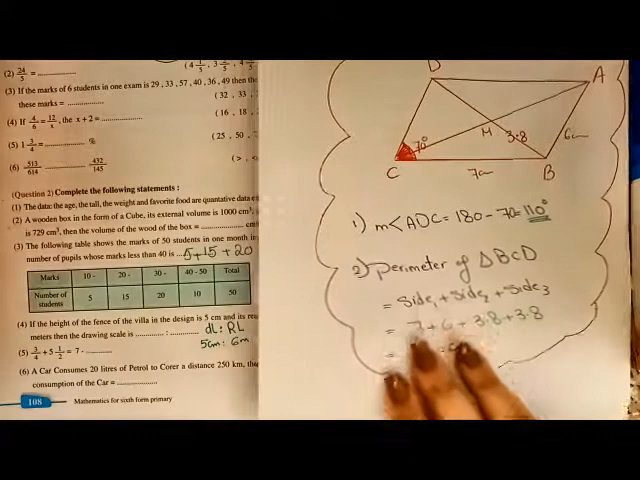 (2) 24/5 = ............
(3) If the marks of 6 students in one exam is 29 , 33 , 57 , 40 , 36 , 49 then the
these marks = ............
(32 , 33 ,
(4) If 4/6 = 12/x , the x + 2 = ............
(16 , 18 ,
(5) 1 3/4 = ............ %
(25 , 50 ,
(6) 513/614 ............ 432/145
(> , <
(Question 2) Complete the following statements :
(1) The data: the age, the tall, the weight and favorite food are quantative data e
(2) A wooden box in the form of a Cube, its external volume is 1000 cm³,
is 729 cm³, then the volume of the wood of the box = ............ cm
(3) The following table shows the marks of 50 students in one month in
number of pupils whose marks less than 40 is ... 5+15+20
Marks 10 - 20 - 30 - 40 - 50 Total
Number of students 5 15 20 10 50
(4) If the height of the fence of the villa in the design is 5 cm and its rea
meters then the drawing scale is ............ : ............
dL: RL
5cm: 6m
(5) 3/4 + 5 1/2 = 7 - ............
(6) A Car Consumes 20 litres of Petrol to Corer a distance 250 km, the
consumption of the Car = ............
108 Mathematics for sixth form primary
D
A
70°
M
3.8
6cm
C
7cm
B
1) m<ADC = 180 - 70 = 110°
2) perimeter of △BCD
= Side₁ + Side₂ + Side₃
= 7 + 6 + 3.8 + 3.8
=